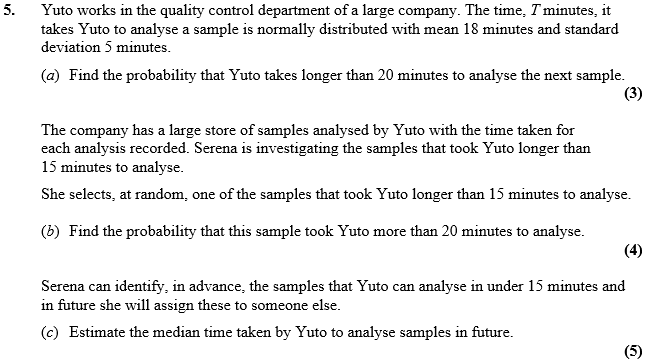 5. Yuto works in the quality control department of a large company. The time, T minutes, it
takes Yuto to analyse a sample is normally distributed with mean 18 minutes and standard
deviation 5 minutes.
(a) Find the probability that Yuto takes longer than 20 minutes to analyse the next sample.
(3)
The company has a large store of samples analysed by Yuto with the time taken for
each analysis recorded. Serena is investigating the samples that took Yuto longer than
15 minutes to analyse.
She selects, at random, one of the samples that took Yuto longer than 15 minutes to analyse.
(b) Find the probability that this sample took Yuto more than 20 minutes to analyse.
(4)
Serena can identify, in advance, the samples that Yuto can analyse in under 15 minutes and
in future she will assign these to someone else.
(c) Estimate the median time taken by Yuto to analyse samples in future.
(5)